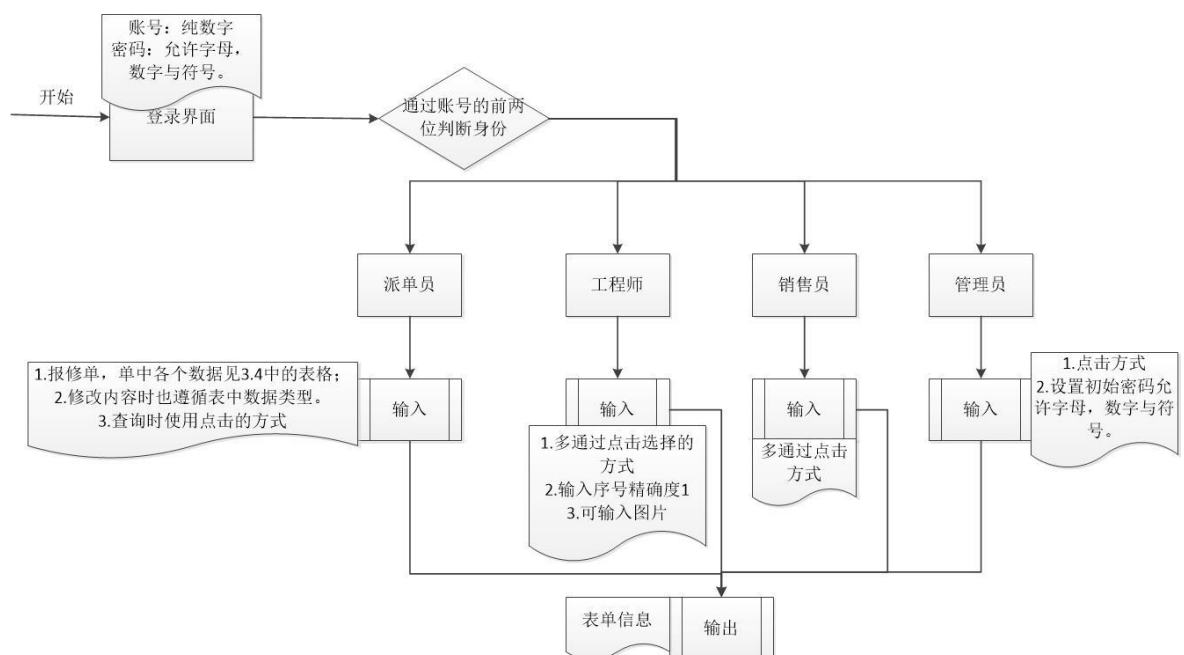 账号：纯数字
密码：允许字母，
数字与符号。
开始
登录界面
通过账号的前两
位判断身份
派单员
工程师
销售员
管理员
1.报修单，单中各个数据见3.4中的表格；
2.修改内容时也遵循表中数据类型。
3.查询时使用点击的方式
输入
输入
1.多通过点击选择的
方式
2.输入序号精确度1
3.可输入图片
输入
多通过点击
方式
输入
1.点击方式
2.设置初始密码允
许字母，数字与符
号。
表单信息
输出